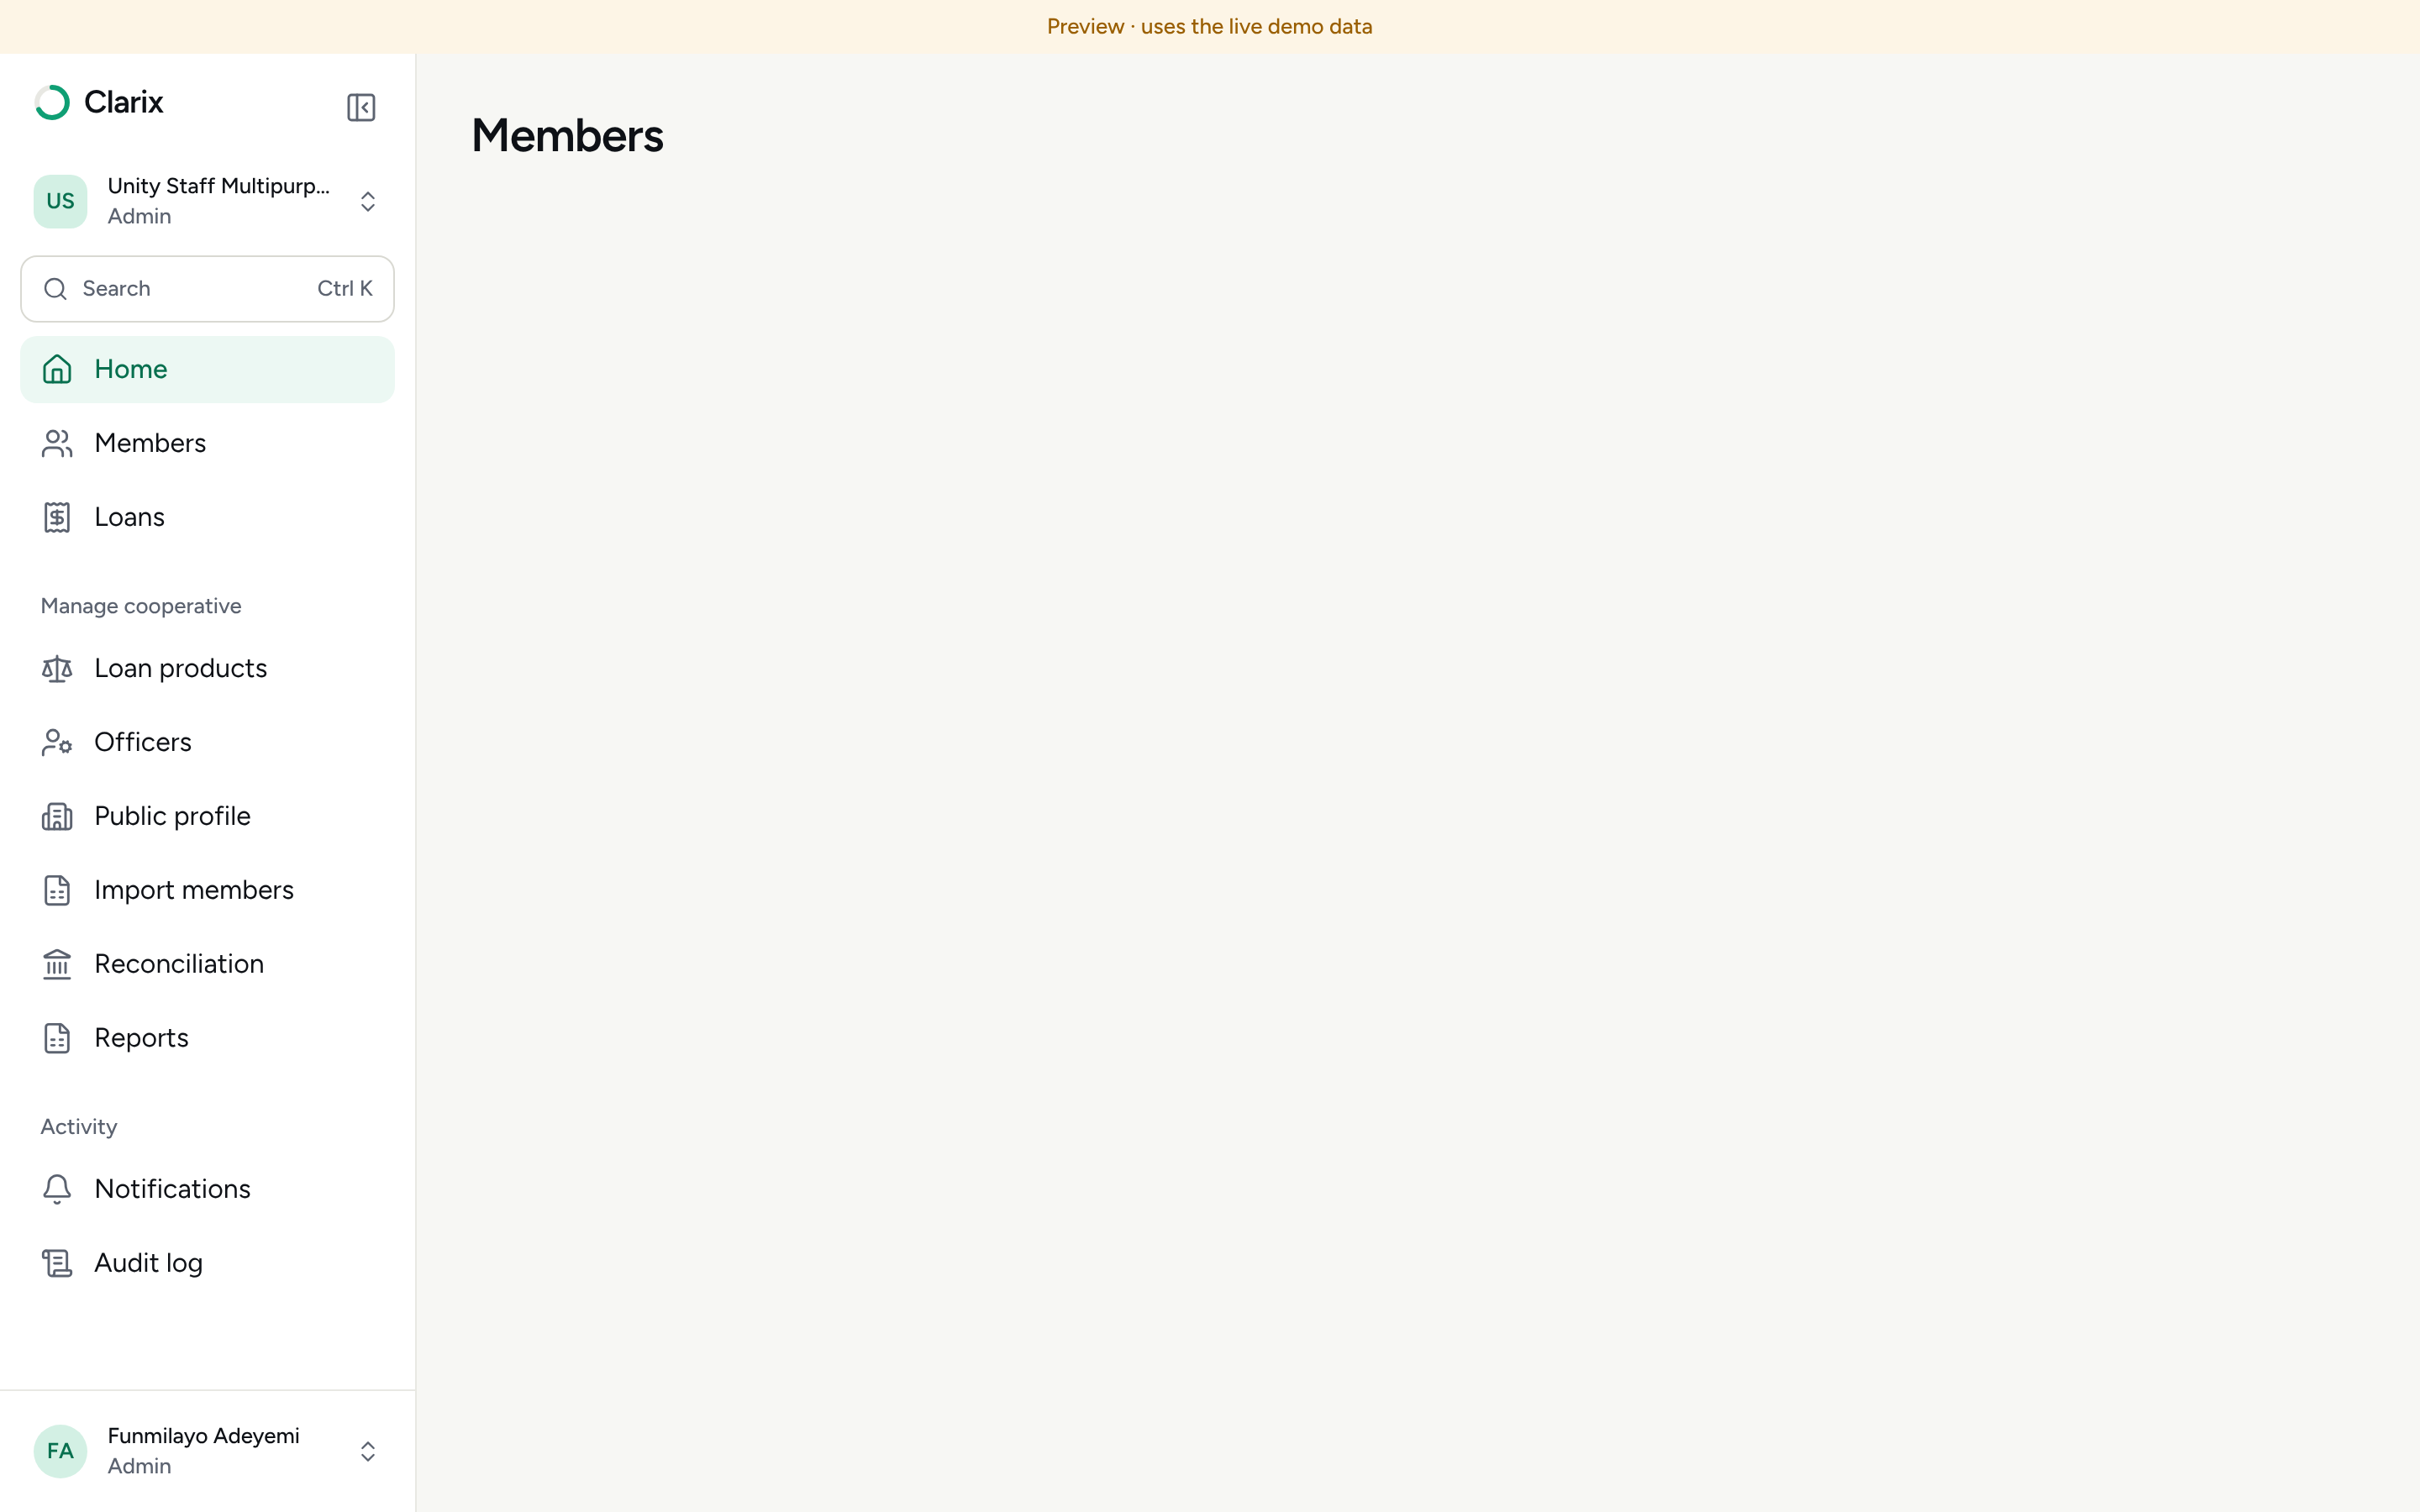 Preview · uses the live demo data
Clarix
US
Unity Staff Multipurp...
Admin
Search
Ctrl K
Home
Members
Loans
Manage cooperative
Loan products
Officers
Public profile
Import members
Reconciliation
Reports
Activity
Notifications
Audit log
FA
Funmilayo Adeyemi
Admin
Members